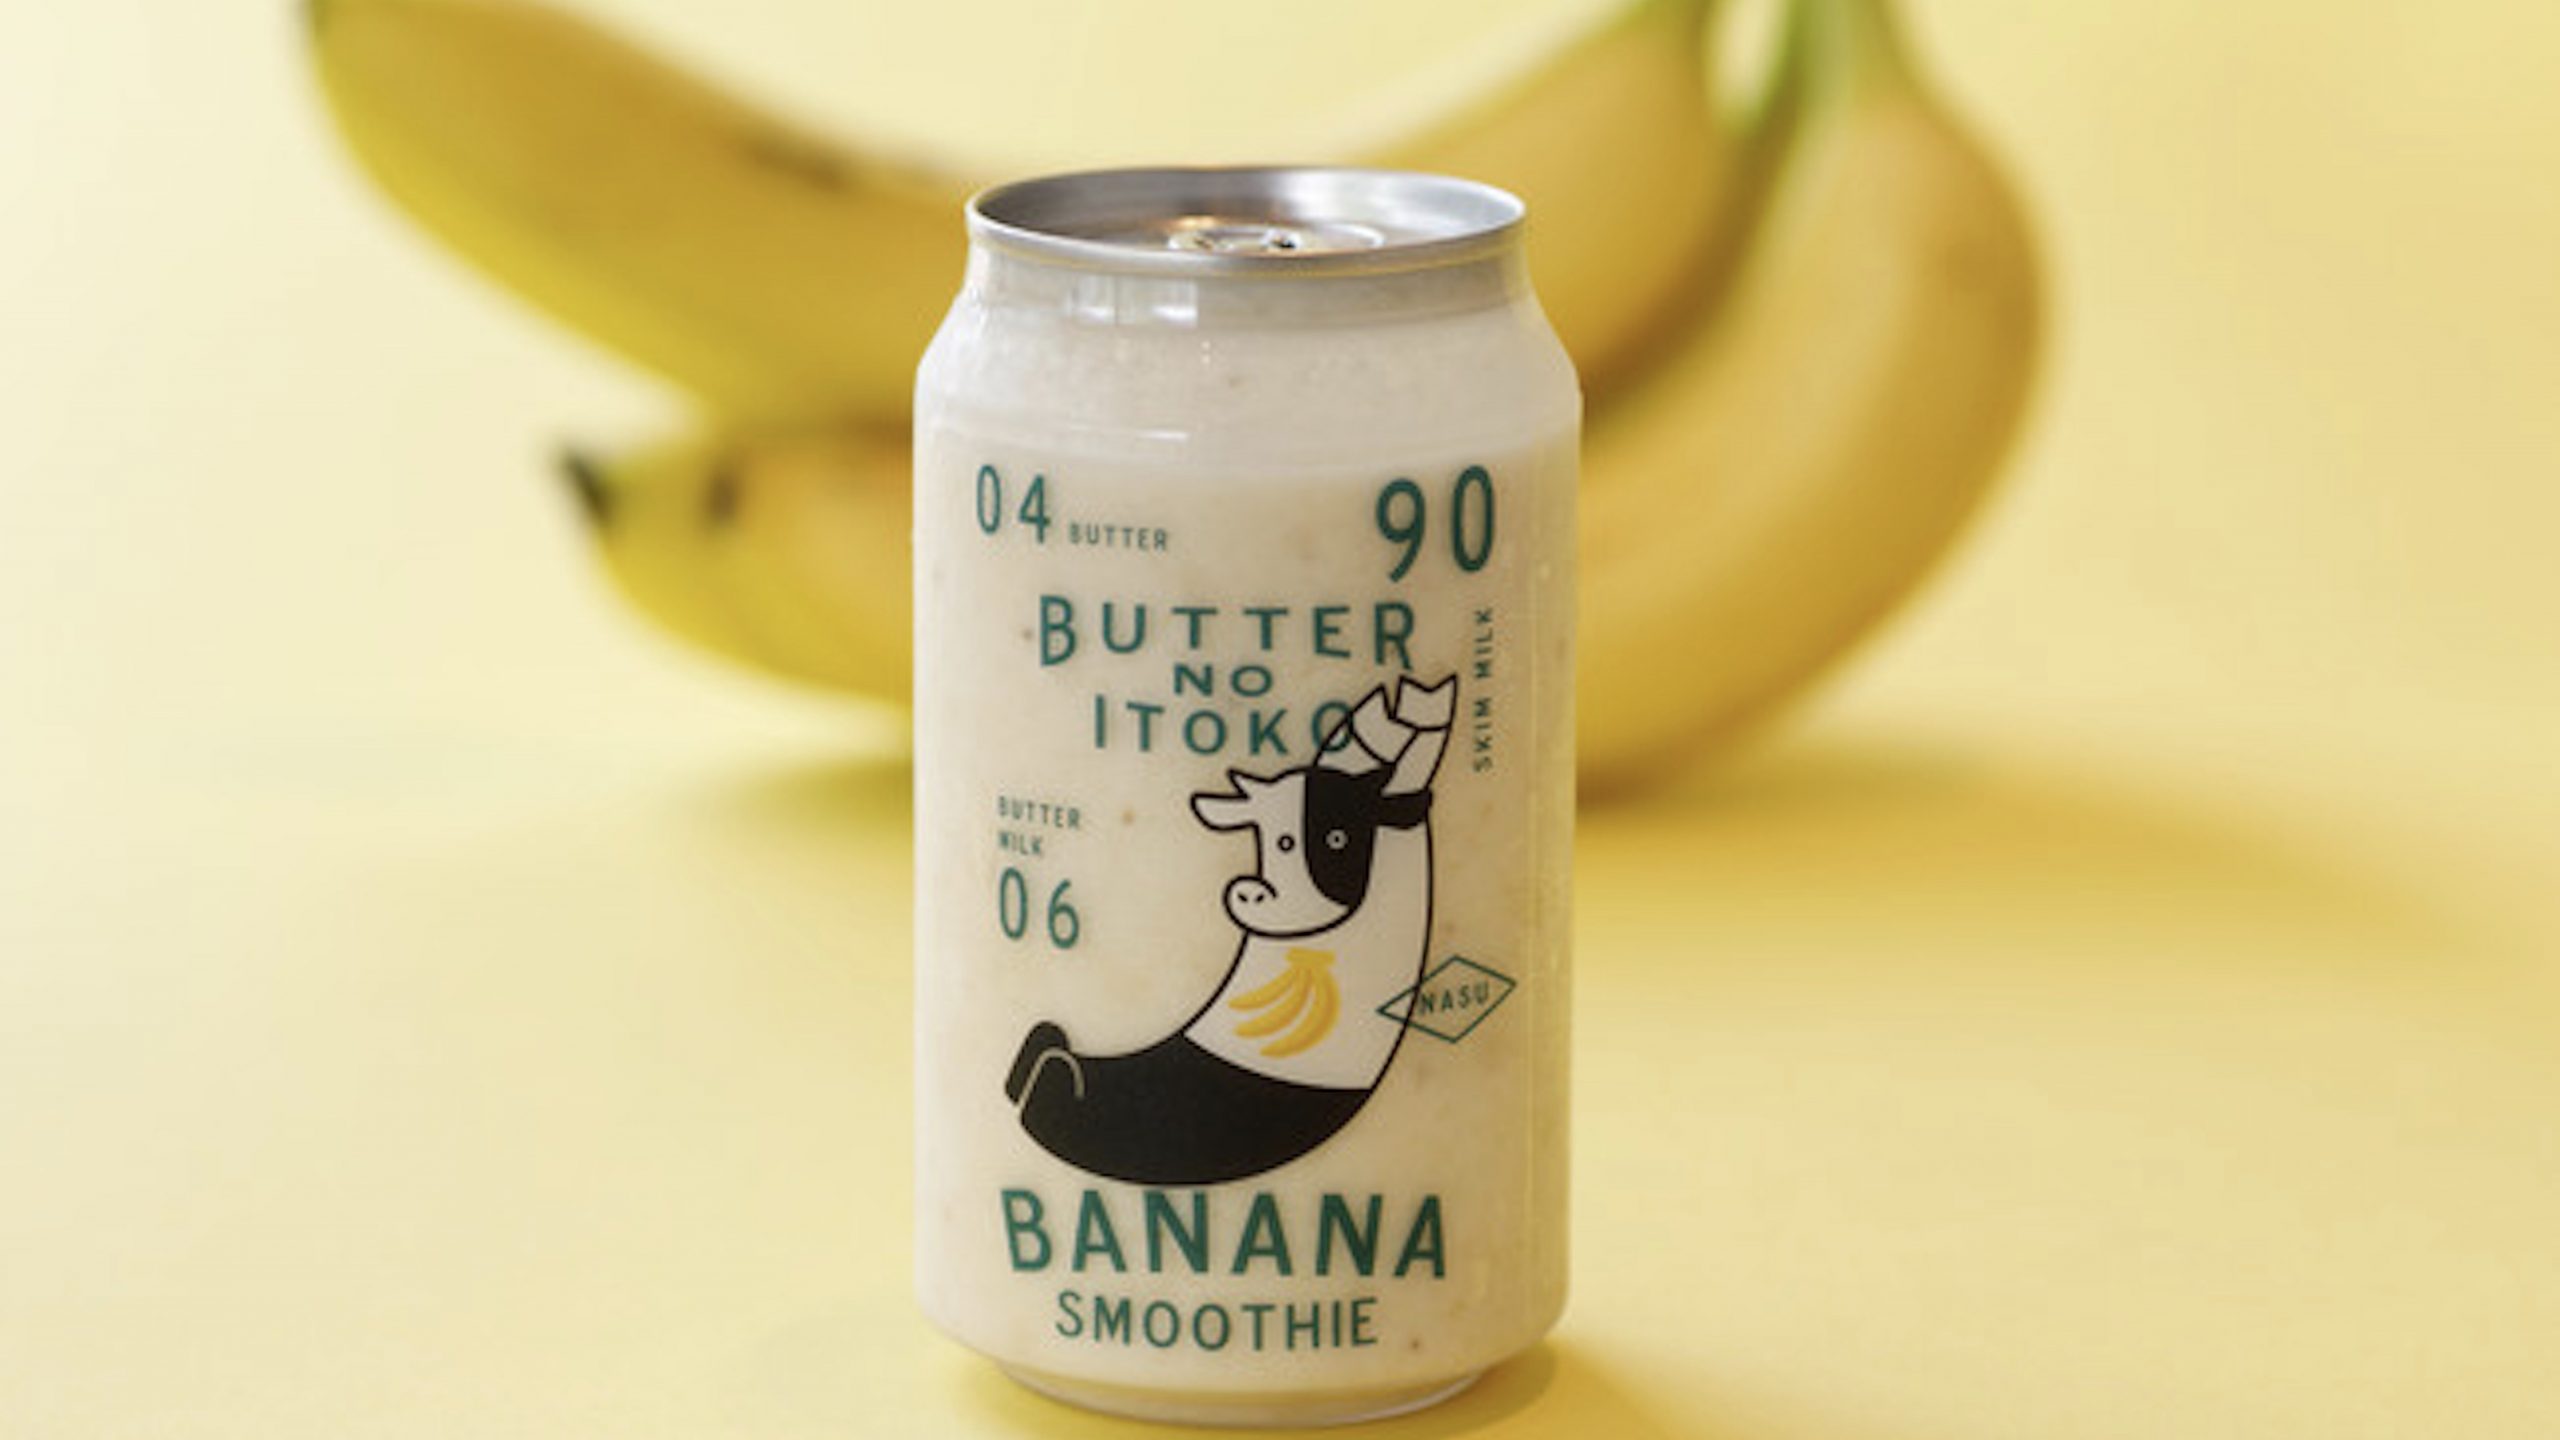 04 BUTTER
90
SKIM MILK
BUTTER
NO
ITOKO
BUTTER
MILK
06
NASU
BANANA
SMOOTHIE